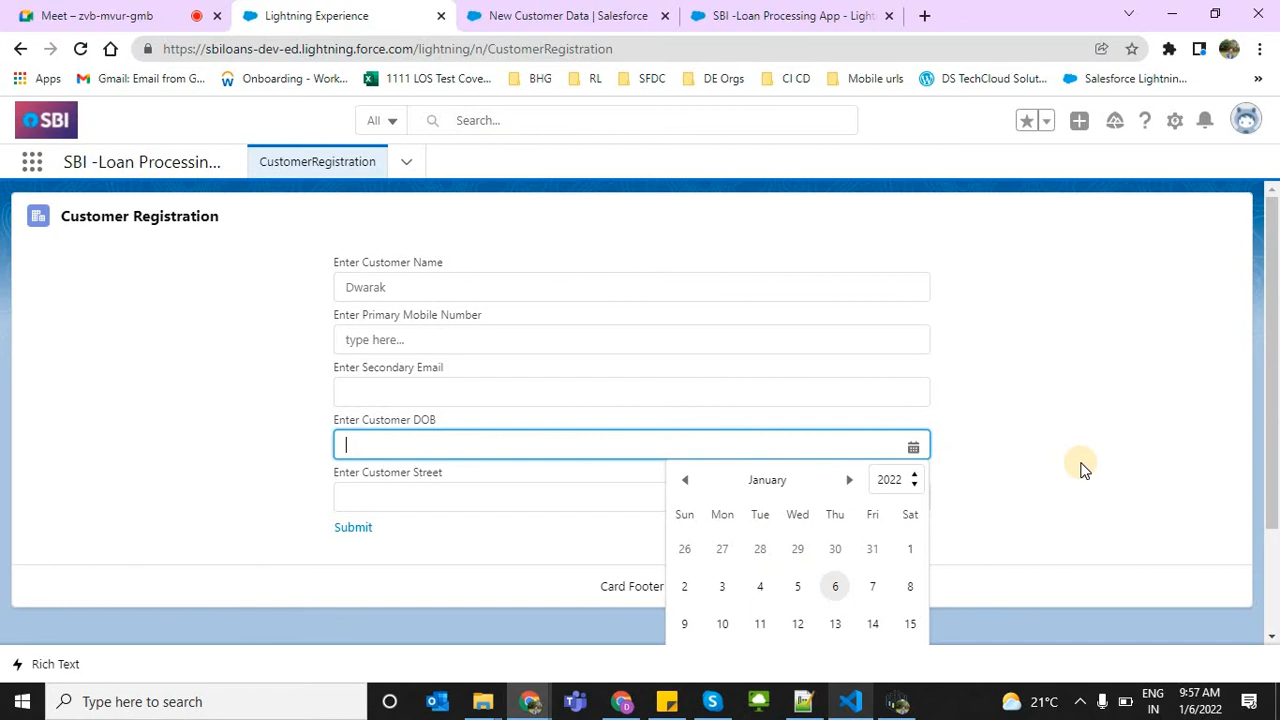 Meet – zvb-mvur-gmb
Lightning Experience
New Customer Data | Salesforce
SBI -Loan Processing App - Light
https://sbiloans-dev-ed.lightning.force.com/lightning/n/CustomerRegistration
Apps
Gmail: Email from G...
Onboarding - Work...
1111 LOS Test Cove...
BHG
RL
SFDC
DE Orgs
CI CD
Mobile urls
DS TechCloud Solut...
Salesforce Lightnin...
SBI
All
Search...
SBI -Loan Processin...
CustomerRegistration
Customer Registration
Enter Customer Name
Dwarak
Enter Primary Mobile Number
type here...
Enter Secondary Email
Enter Customer DOB
Enter Customer Street
Submit
January
2022
Sun Mon Tue Wed Thu Fri Sat
26 27 28 29 30 31 1
2 3 4 5 6 7 8
9 10 11 12 13 14 15
Card Footer
Rich Text
Type here to search
21°C
ENG
IN
9:57 AM
1/6/2022